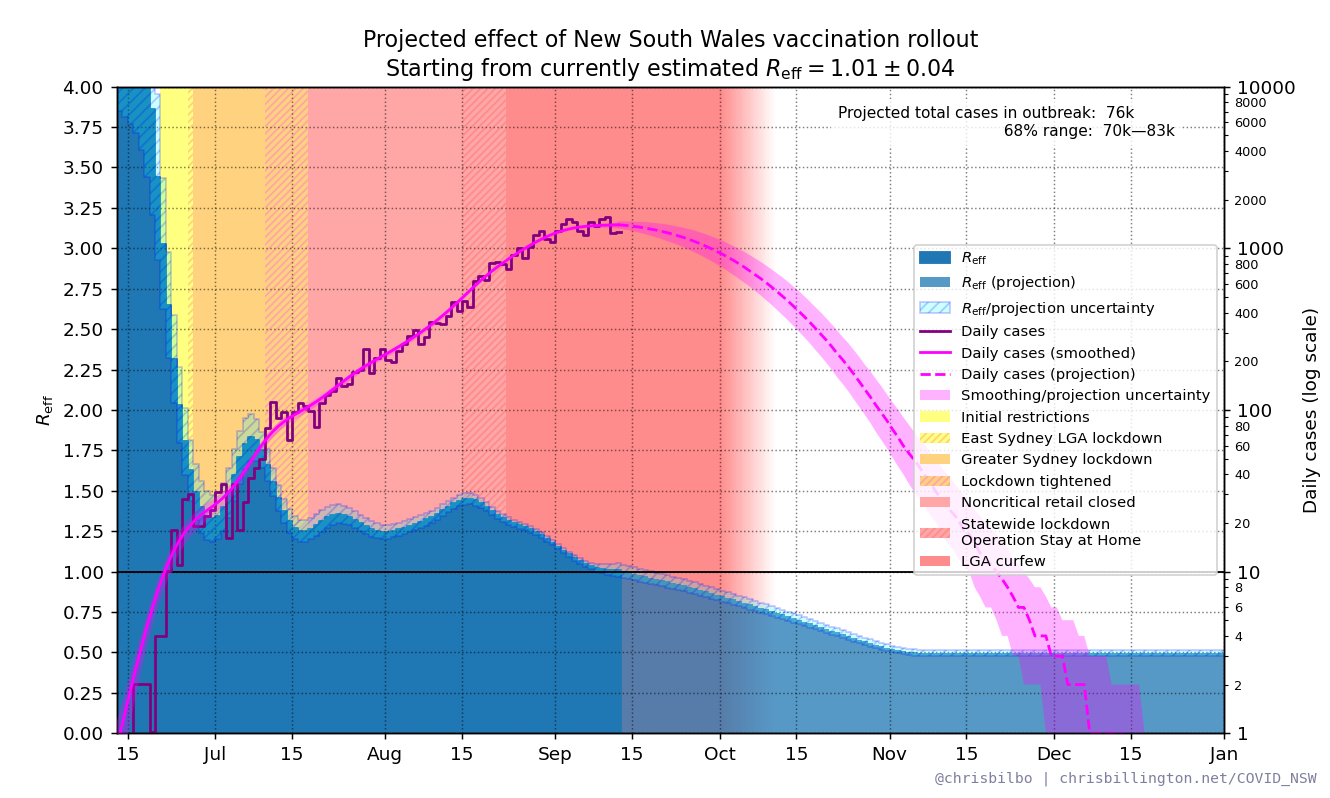 Projected effect of New South Wales vaccination rollout
Starting from currently estimated R_eff = 1.01 ± 0.04
Projected total cases in outbreak: 76k
68% range: 70k—83k
R_eff
4.00
3.75
3.50
3.25
3.00
2.75
2.50
2.25
2.00
1.75
1.50
1.25
1.00
0.75
0.50
0.25
0.00
10000
8000
6000
4000
2000
1000
800
600
400
200
100
80
60
40
20
10
8
6
4
2
1
Daily cases (log scale)
R_eff
R_eff (projection)
R_eff/projection uncertainty
Daily cases
Daily cases (smoothed)
Daily cases (projection)
Smoothing/projection uncertainty
Initial restrictions
East Sydney LGA lockdown
Greater Sydney lockdown
Lockdown tightened
Noncritical retail closed
Statewide lockdown
Operation Stay at Home
LGA curfew
15 Jul 15 Aug 15 Sep 15 Oct 15 Nov 15 Dec 15 Jan
@chrisbilbo | chrisbillington.net/COVID_NSW